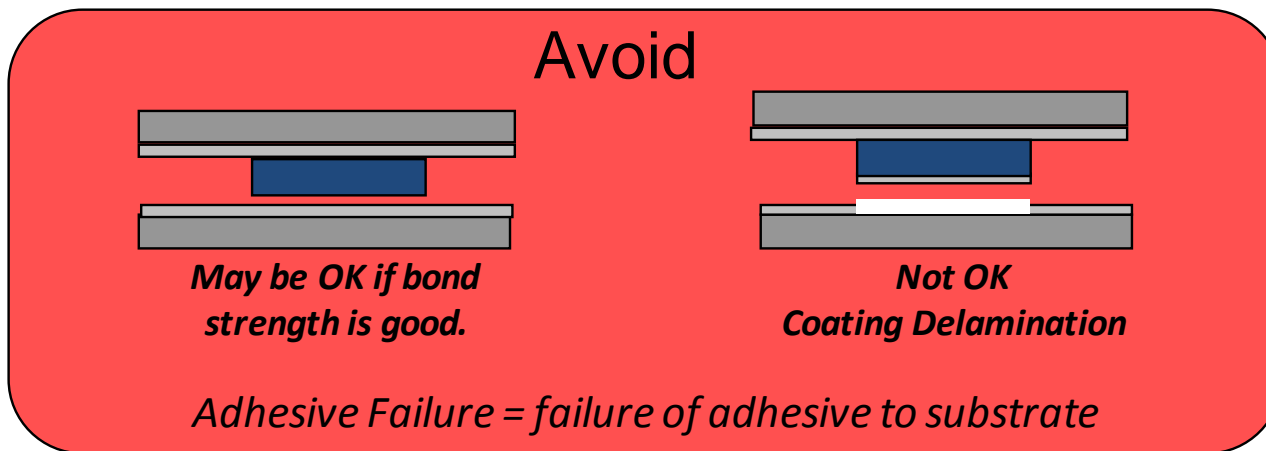 Avoid
May be OK if bond
strength is good.
Not OK
Coating Delamination
Adhesive Failure = failure of adhesive to substrate